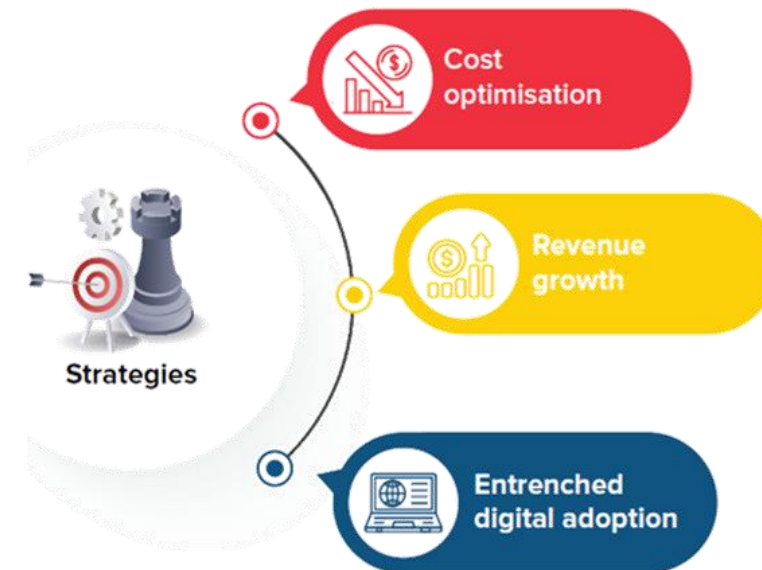 Cost
optimisation
Revenue
growth
Strategies
Entrenched
digital adoption